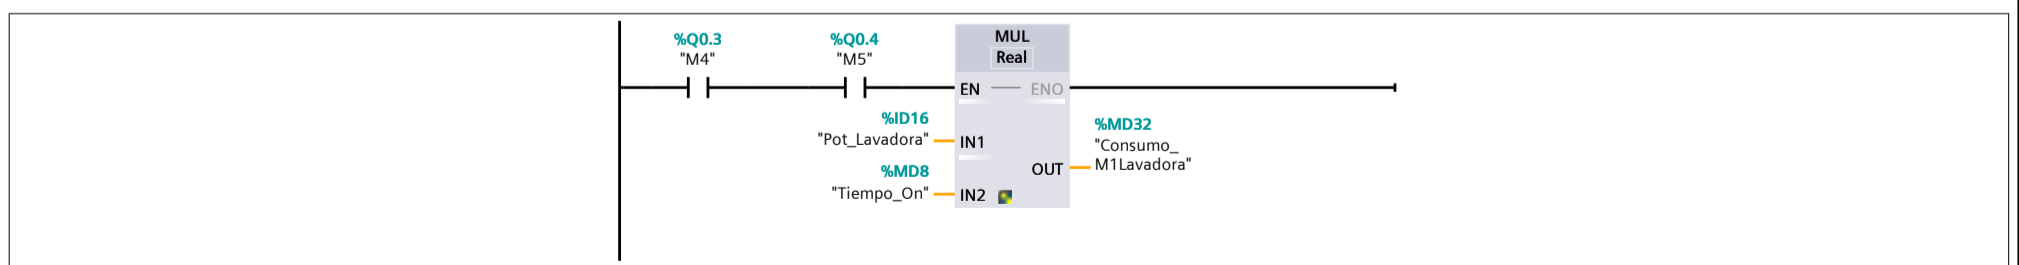 %Q0.3
"M4"
%Q0.4
"M5"
MUL
Real
EN
ENO
%ID16
"Pot_Lavadora"
IN1
%MD8
"Tiempo_On"
IN2
OUT
%MD32
"Consumo_
M1Lavadora"